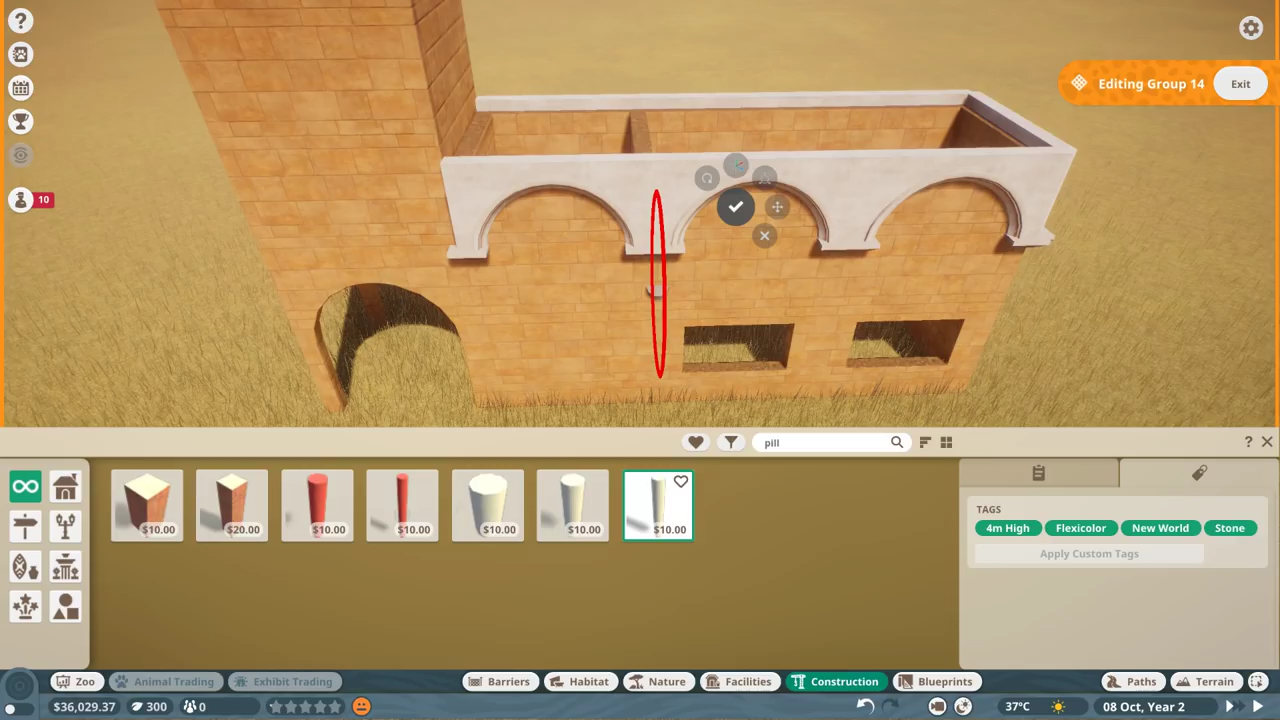 Editing Group 14
Exit
10
pill
?
$10.00
$20.00
$10.00
$10.00
$10.00
$10.00
$10.00
TAGS
4m High
Flexicolor
New World
Stone
Apply Custom Tags
Zoo
Animal Trading
Exhibit Trading
Barriers
Habitat
Nature
Facilities
Construction
Blueprints
Paths
Terrain
$36,029.37
300
0
37°C
08 Oct, Year 2